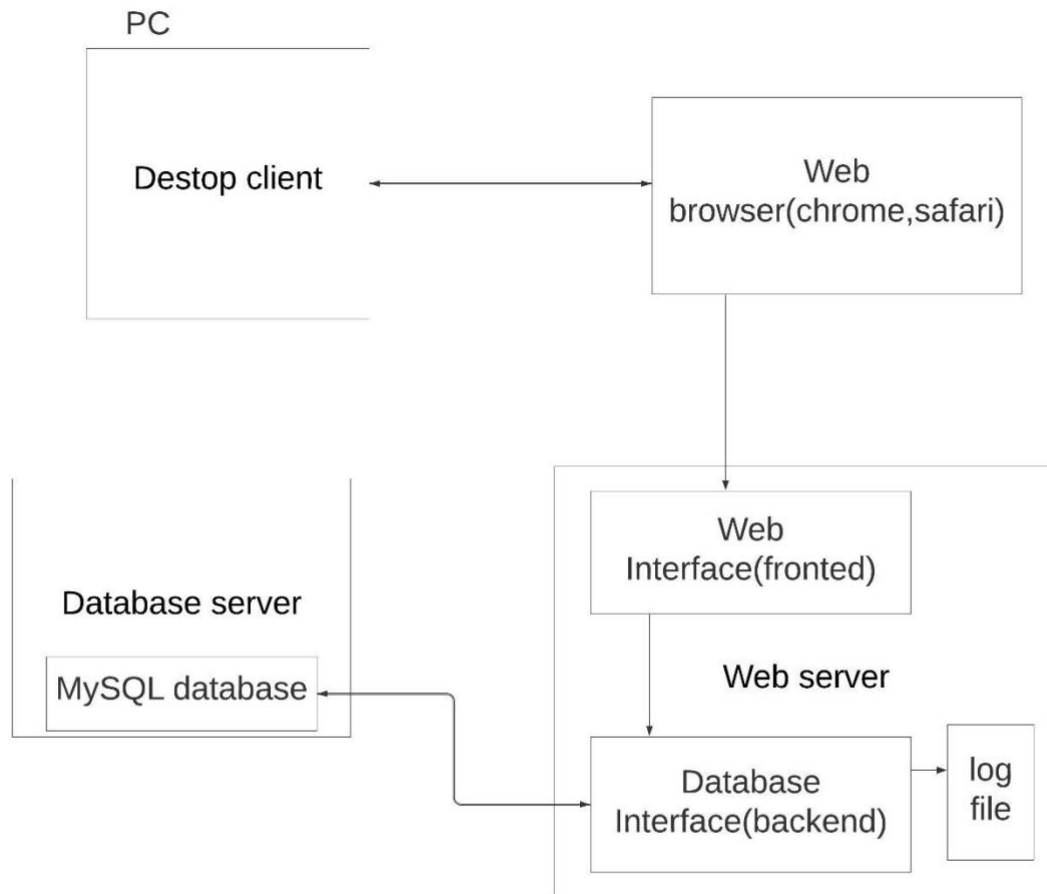 PC
Destop client
Web
browser(chrome,safari)
Web
Interface(fronted)
Database server
MySQL database
Web server
Database
Interface(backend)
log
file